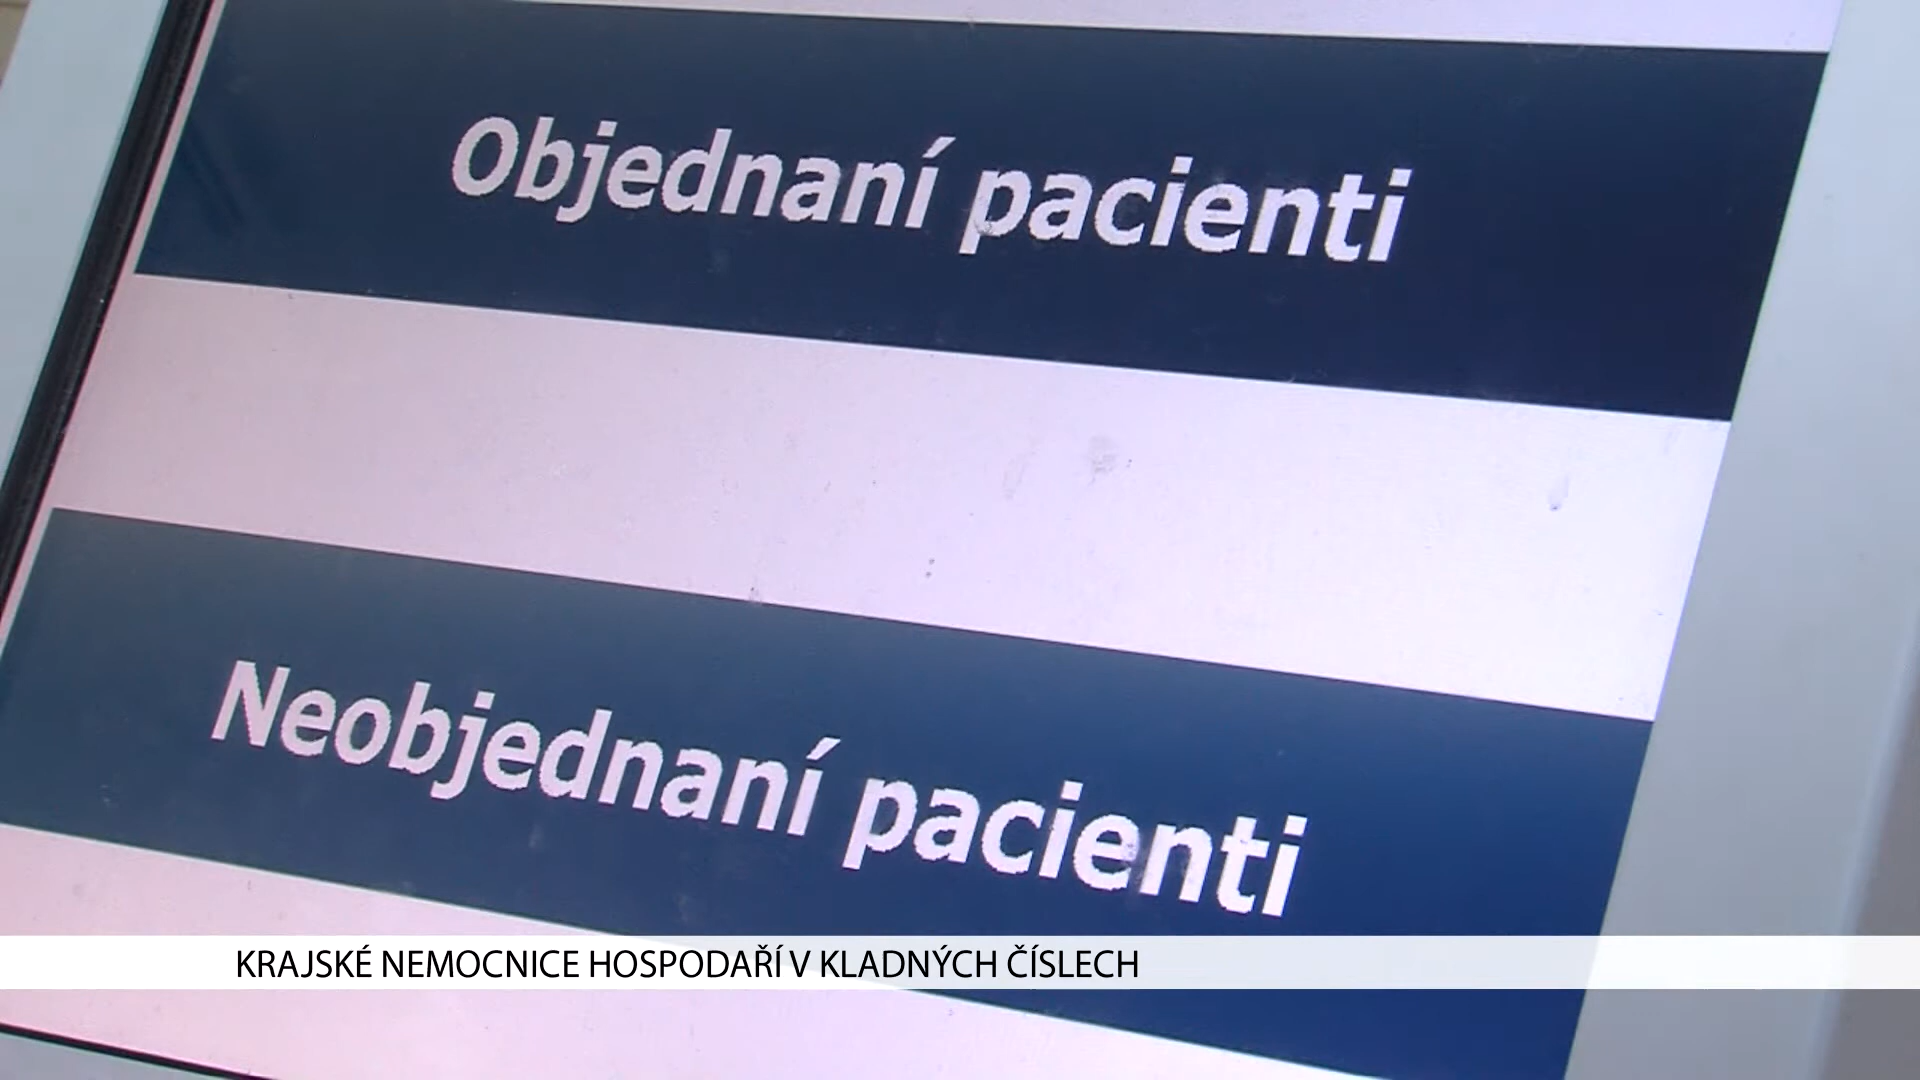 Objednaní pacienti
Neobjednaní pacienti
KRAJSKÉ NEMOCNICE HOSPODAŘÍ V KLADNÝCH ČÍSLECH